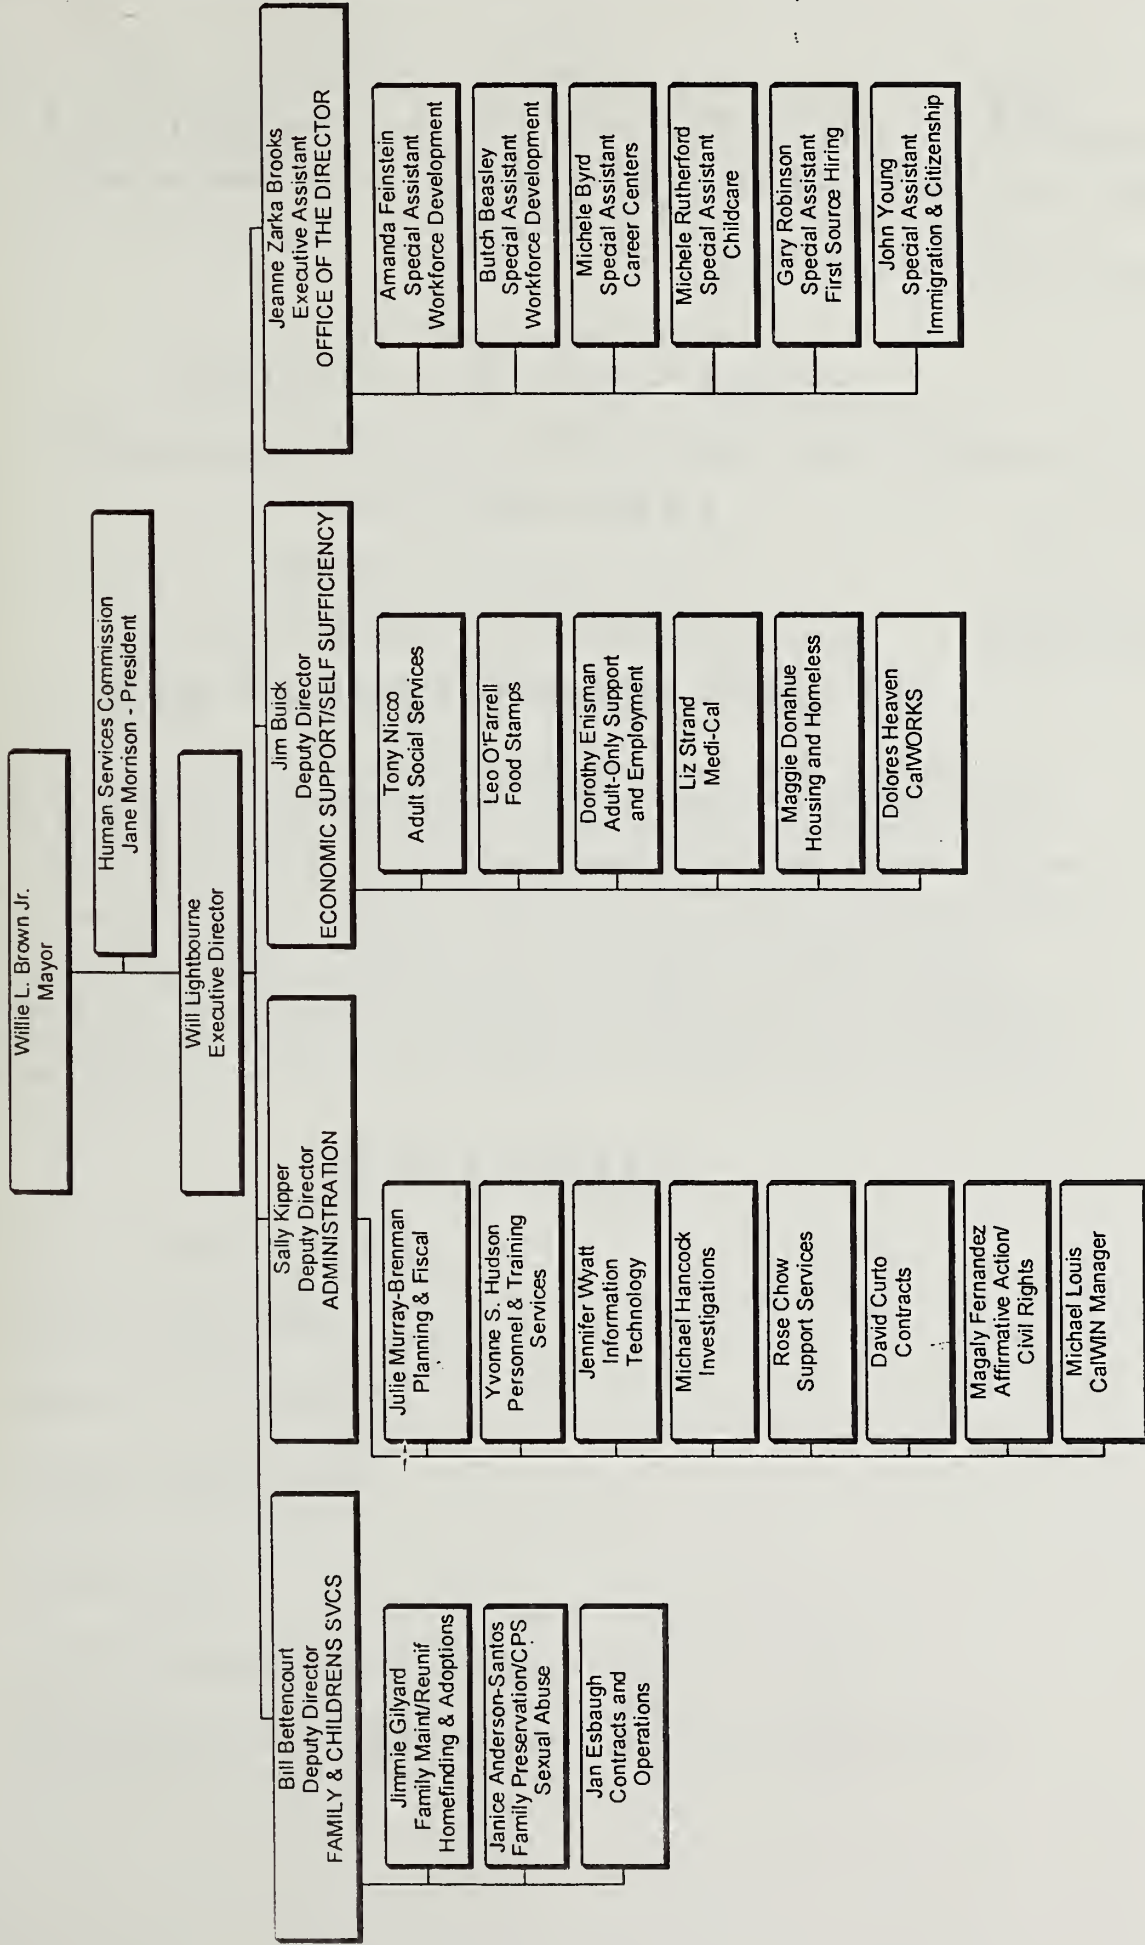 Willie L. Brown Jr.
Mayor
Human Services Commission
Jane Morrison - President
Will Lightbourne
Executive Director
Bill Bettencourt
Deputy Director
FAMILY & CHILDRENS SVCS
Jimmie Gilyard
Family Maint/Reunif
Homefinding & Adoptions
Janice Anderson-Santos
Family Preservation/CPS
Sexual Abuse
Jan Esbaugh
Contracts and
Operations
Sally Kipper
Deputy Director
ADMINISTRATION
Julie Murray-Brenman
Planning & Fiscal
Yvonne S. Hudson
Personnel & Training
Services
Jennifer Wyatt
Information
Technology
Michael Hancock
Investigations
Rose Chow
Support Services
David Curto
Contracts
Magaly Fernandez
Affirmative Action/
Civil Rights
Michael Louis
CalWIN Manager
Jim Buick
Deputy Director
ECONOMIC SUPPORT/SELF SUFFICIENCY
Tony Nicco
Adult Social Services
Leo O'Farrell
Food Stamps
Dorothy Enisman
Adult-Only Support
and Employment
Liz Strand
Medi-Cal
Maggie Donahue
Housing and Homeless
Dolores Heaven
CalWORKS
Jeanne Zarka Brooks
Executive Assistant
OFFICE OF THE DIRECTOR
Amanda Feinstein
Special Assistant
Workforce Development
Butch Beasley
Special Assistant
Workforce Development
Michele Byrd
Special Assistant
Career Centers
Michele Rutherford
Special Assistant
Childcare
Gary Robinson
Special Assistant
First Source Hiring
John Young
Special Assistant
Immigration & Citizenship